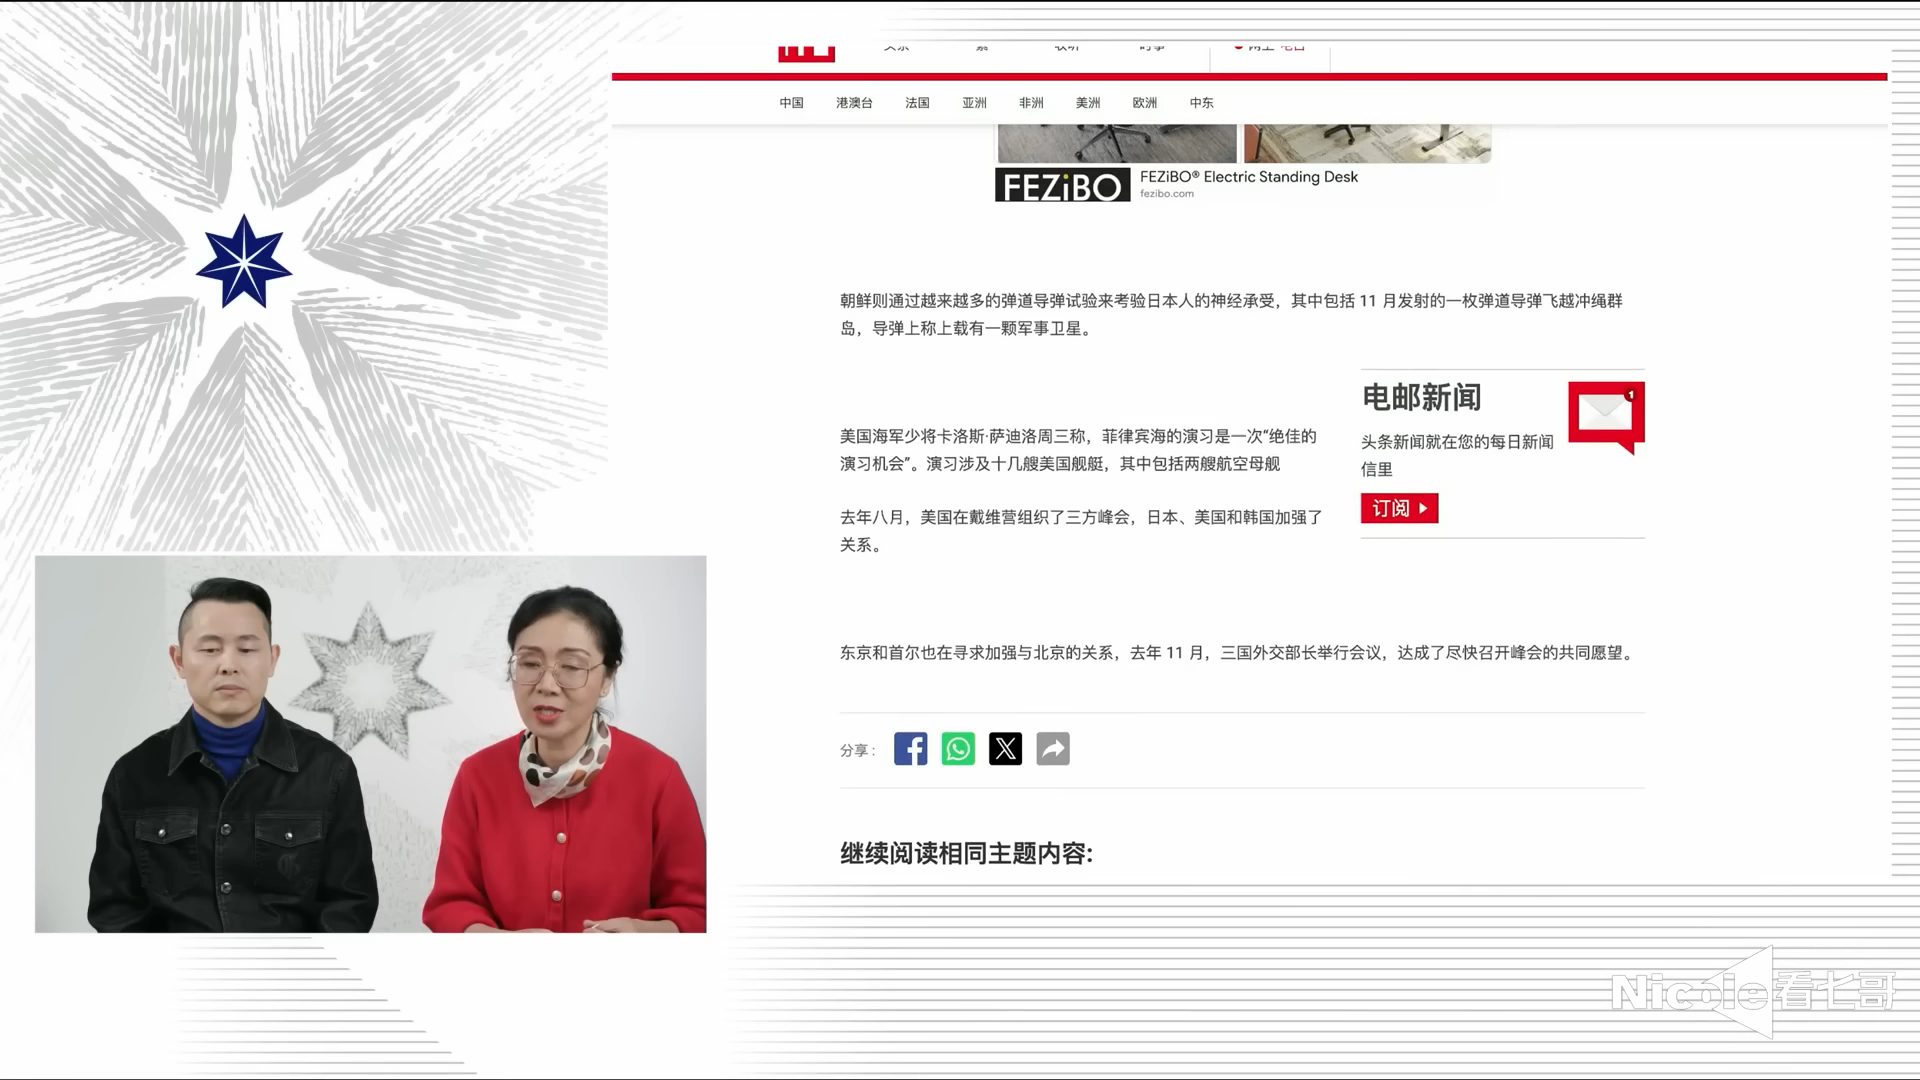 中国 港澳台 法国 亚洲 非洲 美洲 欧洲 中东
FEZiBO
FEZiBO® Electric Standing Desk
fezibo.com
朝鲜则通过越来越多的弹道导弹试验来考验日本人的神经承受，其中包括 11 月发射的一枚弹道导弹飞越冲绳群
岛，导弹上称上载有一颗军事卫星。
电邮新闻
头条新闻就在您的每日新闻
信里
订阅
美国海军少将卡洛斯·萨迪洛周三称，菲律宾海的演习是一次“绝佳的
演习机会”。演习涉及十几艘美国舰艇，其中包括两艘航空母舰
去年八月，美国在戴维营组织了三方峰会，日本、美国和韩国加强了
关系。
东京和首尔也在寻求加强与北京的关系，去年 11 月，三国外交部长举行会议，达成了尽快召开峰会的共同愿望。
分享 :
继续阅读相同主题内容:
Nicole看七哥